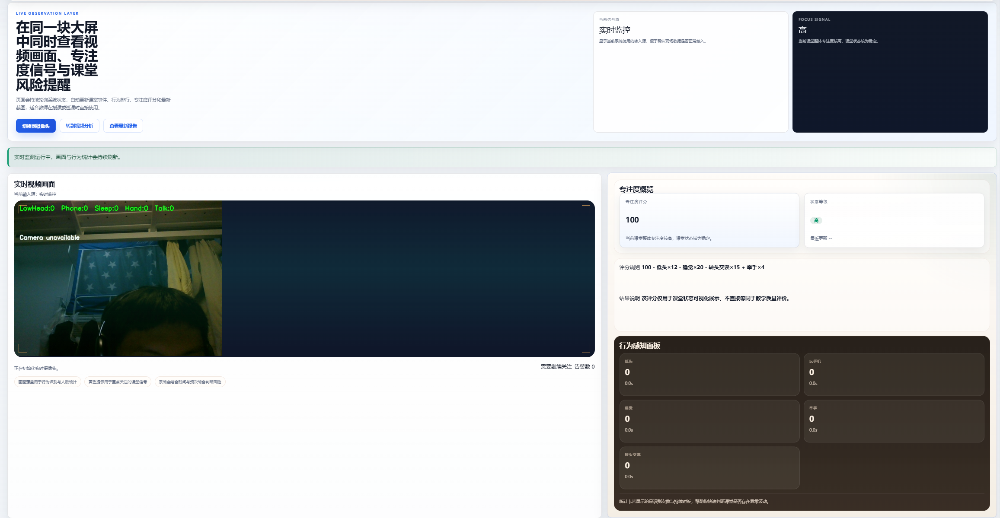 LIVE OBSERVATION LAYER
在同一块大屏
中同时查看视
频画面、专注
度信号与课堂
风险提醒
页面会持续轮询系统状态，自动更新课堂事件、行为排行、专注度评分和最新
截图，适合教师在授课或巡课时直接使用。
切换到摄像头
转到视频分析
查看最新报告
当前信号源
实时监控
显示当前系统使用的输入源，便于确认现场数据是否正常接入。
FOCUS SIGNAL
高
当前课堂整体专注度较高，课堂状态较为稳定。
实时监测运行中，画面与行为统计会持续刷新。
实时视频画面
当前输入源：实时监控
LowHead:0 Phone:0 Sleep:0 Hand:0 Talk:0
Camera unavailable
正在初始化实时摄像头。
需要继续关注 告警数 0
画面覆盖用于行为识别与人数统计
黄色提示用于重点关注的课堂信号
系统会结合时间与频次综合判断风险
专注度概览
专注度评分
100
当前课堂整体专注度较高，课堂状态较为稳定。
状态等级
高
最近更新 --
评分规则 100 - 低头×12 - 睡觉×20 - 转头交谈×15 + 举手×4
结果说明 该评分仅用于课堂状态可视化展示，不直接等同于教学质量评价。
行为感知面板
低头
0
0.0s
玩手机
0
0.0s
睡觉
0
0.0s
举手
0
0.0s
转头交流
0
0.0s
统计卡片展示的是识别次数与持续时长，帮助你快速判断课堂是否存在异常波动。